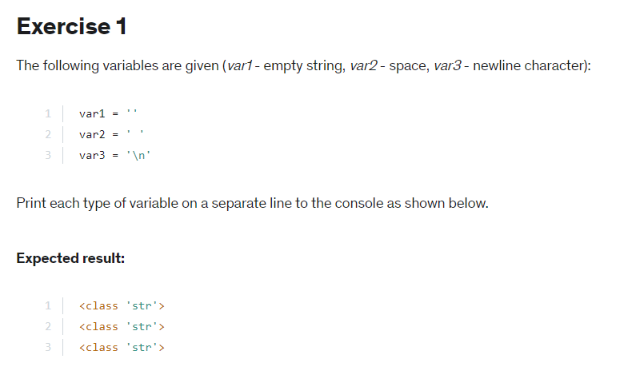 Exercise 1
The following variables are given (var1 - empty string, var2 - space, var3 - newline character):
1 var1 = ''
2 var2 = ' '
3 var3 = '\n'
Print each type of variable on a separate line to the console as shown below.
Expected result:
1 <class 'str'>
2 <class 'str'>
3 <class 'str'>